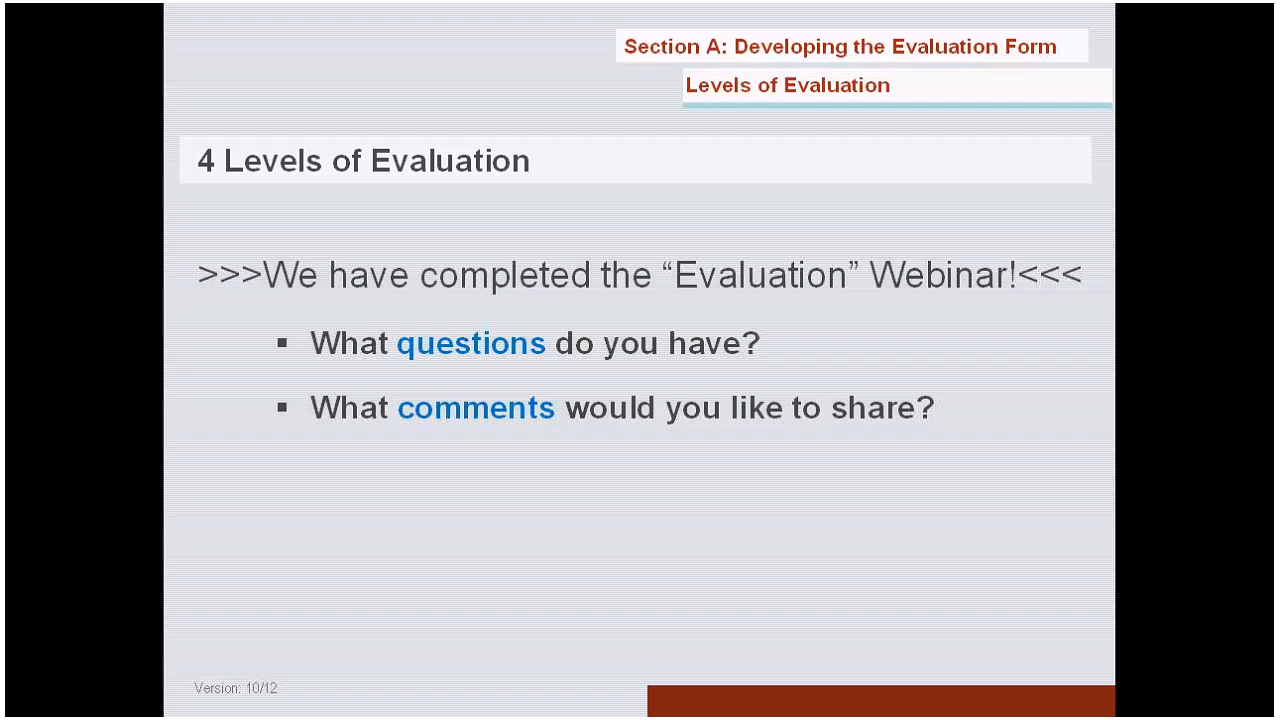 Section A: Developing the Evaluation Form
Levels of Evaluation
4 Levels of Evaluation
>>>We have completed the “Evaluation” Webinar!<<<
▪ What questions do you have?
▪ What comments would you like to share?
Version: 10/12